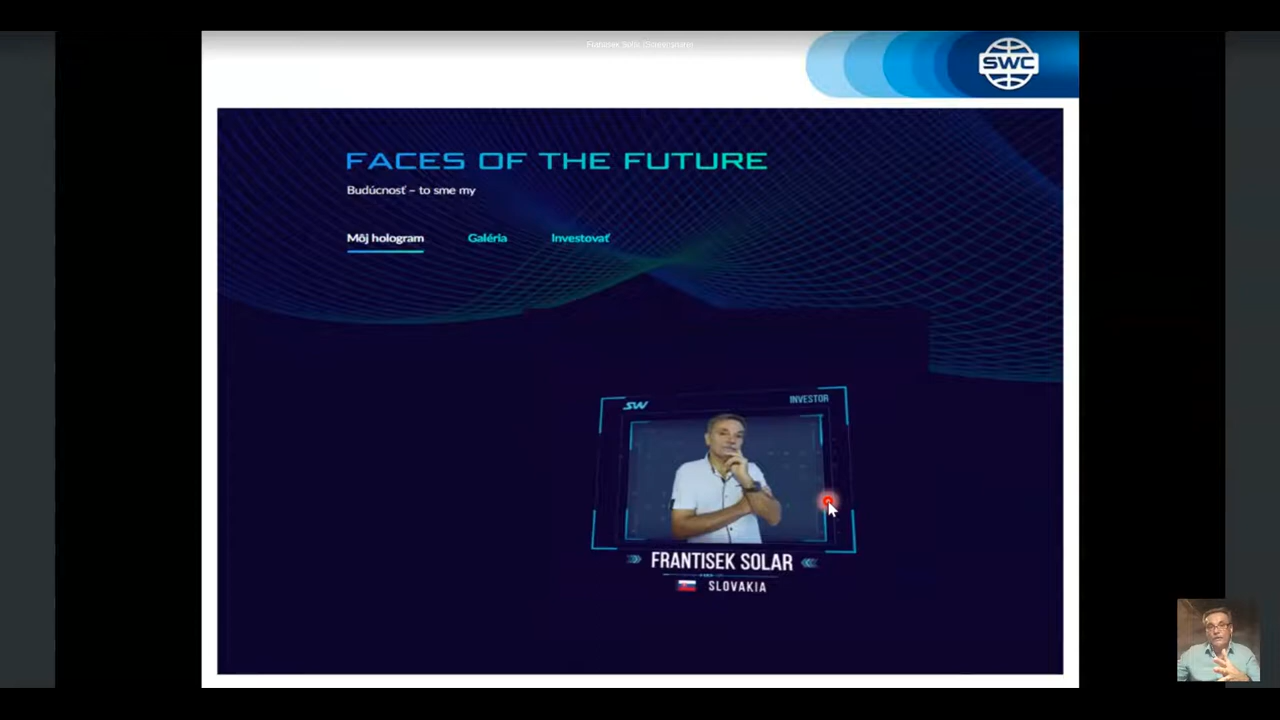 SWC
FACES OF THE FUTURE
Budúcnosť – to sme my
Môj hologram
Galéria
Investovať
SW
INVESTOR
FRANTISEK SOLAR
SLOVAKIA